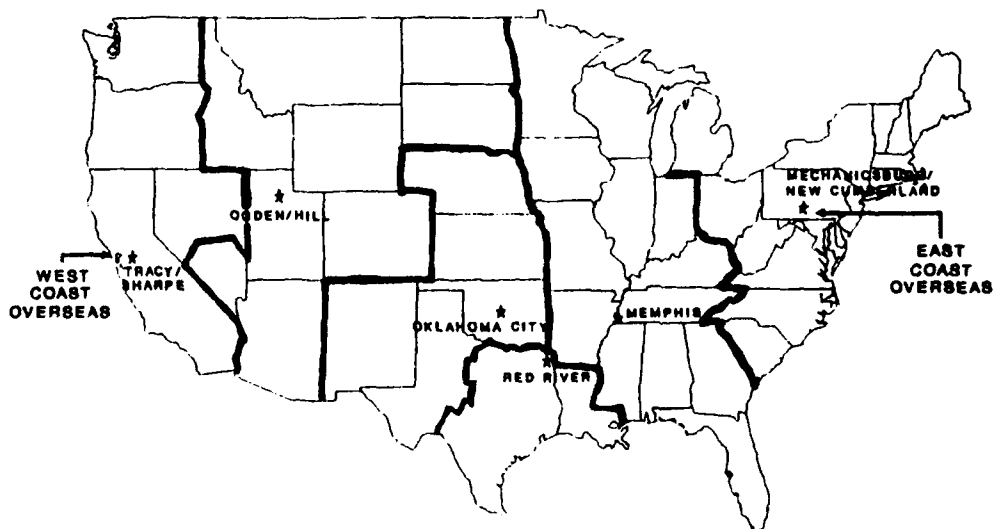 MECHANICSBURG/
NEW CUMBERLAND
OGDEN/HILL
WEST
COAST
OVERSEAS
TRACY/
SHARPE
EAST
COAST
OVERSEAS
OKLAHOMA CITY
MEMPHIS
RED RIVER